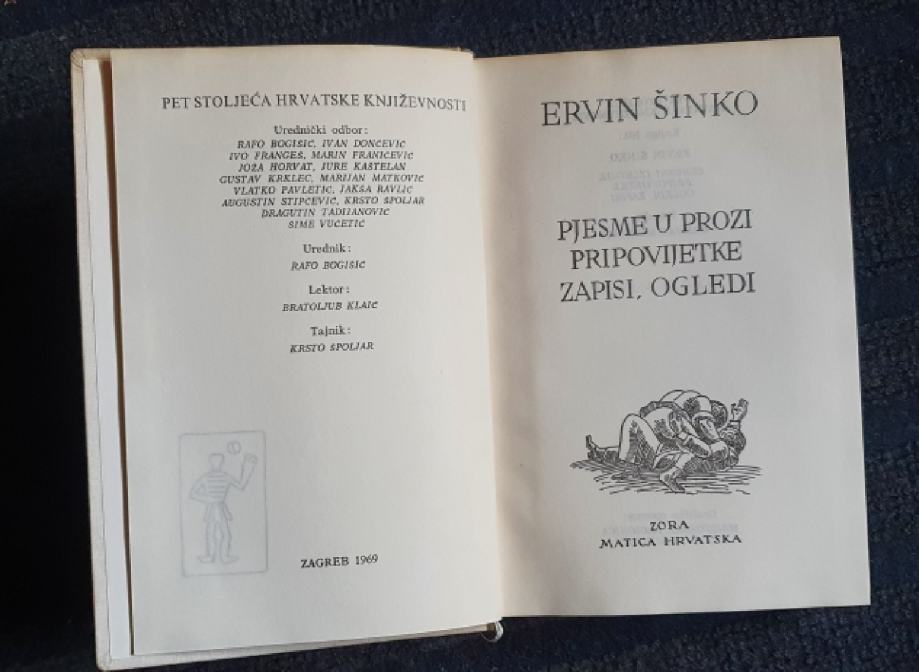 PET STOLJEĆA HRVATSKE KNJIŽEVNOSTI
Urednički odbor:
RAFO BOGIŠIĆ, IVAN DONČEVIĆ
IVO FRANGEŠ, MARIN FRANIČEVIĆ
JOŽA HORVAT, JURE KAŠTELAN
GUSTAV KRKLEC, MARIJAN MATKOVIĆ
VLATKO PAVLETIĆ, JAKŠA RAVLIĆ
AUGUSTIN STIPČEVIĆ, KRSTO ŠPOLJAR
DRAGUTIN TADIJANOVIĆ
ŠIME VUČETIĆ
Urednik:
RAFO BOGIŠIĆ
Lektor:
BRATOLJUB KLAIĆ
Tajnik:
KRSTO ŠPOLJAR
ZAGREB 1969
ERVIN ŠINKO
PJESME U PROZI
PRIPOVIJETKE
ZAPISI, OGLEDI
ZORA
MATICA HRVATSKA